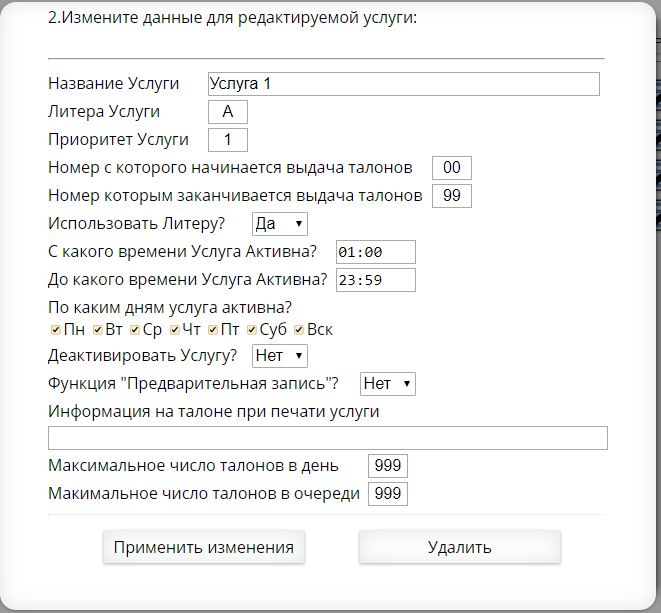 2.Измените данные для редактируемой услуги:
Название Услуги Услуга 1
Литера Услуги А
Приоритет Услуги 1
Номер с которого начинается выдача талонов 00
Номер которым заканчивается выдача талонов 99
Использовать Литеру? Да
С какого времени Услуга Активна? 01:00
До какого времени Услуга Активна? 23:59
По каким дням услуга активна?
Пн Вт Ср Чт Пт Суб Вск
Деактивировать Услугу? Нет
Функция "Предварительная запись"? Нет
Информация на талоне при печати услуги
Максимальное число талонов в день 999
Макимальное число талонов в очереди 999
Применить изменения Удалить